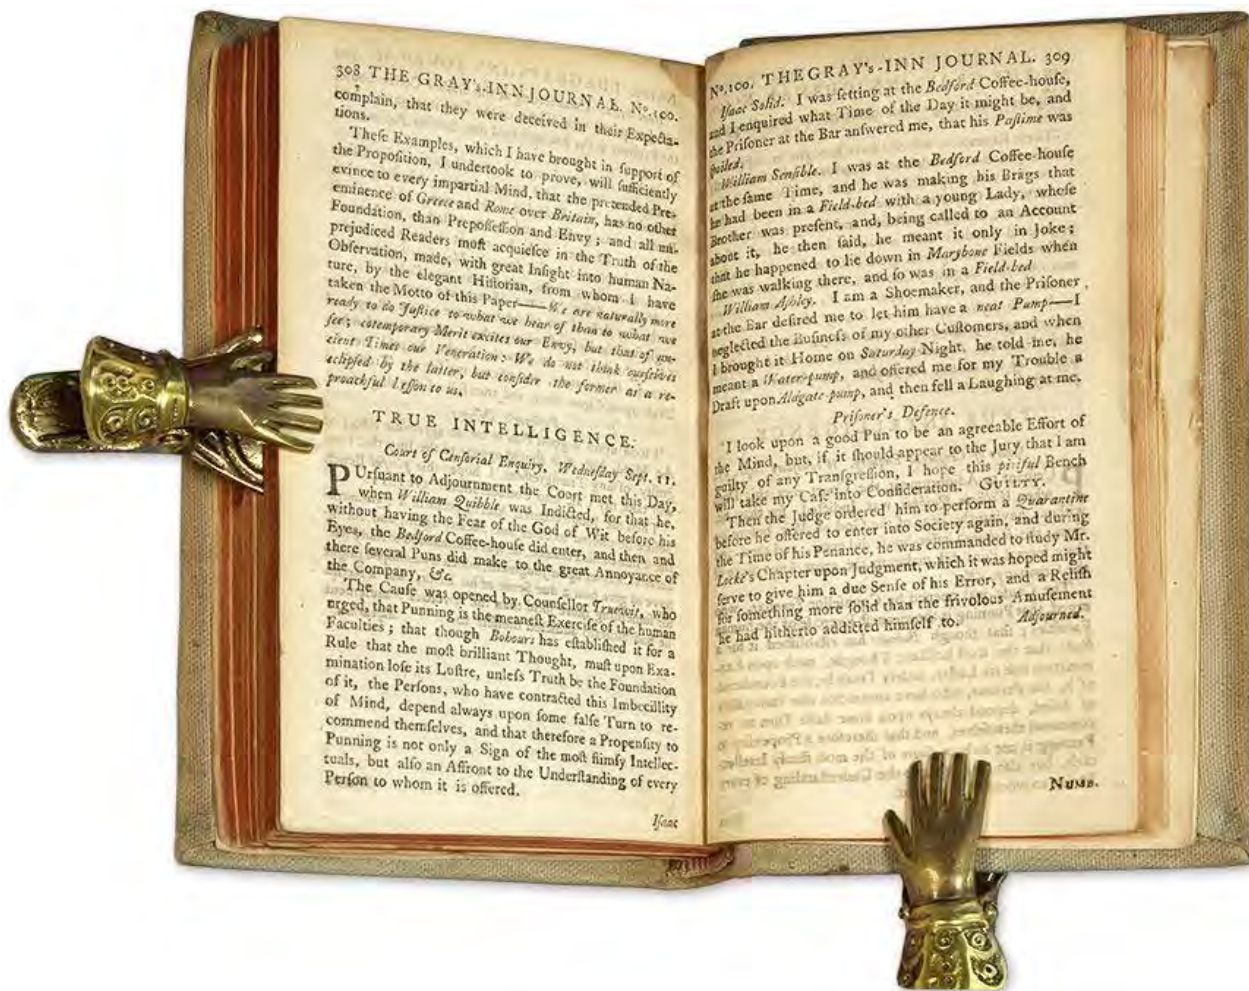 308 THE GRAY's-INN JOURNAL. No. 100.
complain, that they were deceived in their Expecta-
tions.
Theſe Examples, which I have brought in ſupport of
the Propoſition, I undertook to prove, will ſufficiently
evince to every impartial Mind, that the pretended Pre-
eminence of Greece and Rome over Britain, has no other
Foundation, than Prepoſſeſſion and Envy; and all un-
prejudiced Readers moſt acquieſce in the Truth of the
Obſervation, made, with great Inſight into human Na-
ture, by the elegant Hiſtorian, from whom I have
taken the Motto of this Paper——We are naturally more
ready to do Juſtice to what we hear of than to what we
ſee; cotemporary Merit excites our Envy, but that of an-
cient Times our Veneration: We do not think ourſelves
eclipſed by the latter, but conſider the former as a re-
proachful Leſſon to us.
TRUE INTELLIGENCE.
Court of Cenſorial Enquiry, Wedneſday Sept. 11.
PUrſuant to Adjournment the Court met this Day,
when William Quibble was Indicted, for that he,
without having the Fear of the God of Wit before his
Eyes, the Bedford Coffee-houſe did enter, and then and
there ſeveral Puns did make to the great Annoyance of
the Company, &c.
The Cauſe was opened by Counſellor Truewit, who
urged, that Punning is the meaneſt Exerciſe of the human
Faculties; that though Bohours has eſtabliſhed it for a
Rule that the moſt brilliant Thought, muſt upon Exa-
mination loſe its Luſtre, unleſs Truth be the Foundation
of it, the Perſons, who have contracted this Imbecillity
of Mind, depend always upon ſome falſe Turn to re-
commend themſelves, and that therefore a Propenſity to
Punning is not only a Sign of the moſt flimſy Intellec-
tuals, but alſo an Affront to the Underſtanding of every
Perſon to whom it is offered.
Iſaac
No. 100. THE GRAY's-INN JOURNAL. 309
Iſaac Solid. I was ſetting at the Bedford Coffee-houſe,
and I enquired what Time of the Day it might be, and
the Priſoner at the Bar anſwered me, that his Paſtime was
ſpoiled.
William Senſible. I was at the Bedford Coffee-houſe
at the ſame Time, and he was making his Brags that
he had been in a Field-bed with a young Lady, whoſe
Brother was preſent, and, being called to an Account
about it, he then ſaid, he meant it only in Joke;
that he happened to lie down in Marybone Fields when
ſhe was walking there, and ſo was in a Field-bed
William Aſhley. I am a Shoemaker, and the Priſoner
at the Bar deſired me to let him have a neat Pump—I
neglected the Buſineſs of my other Cuſtomers, and when
I brought it Home on Saturday Night, he told me, he
meant a Water-pump, and offered me for my Trouble a
Draft upon Aldgate-pump, and then fell a Laughing at me.
Priſoner's Defence.
I look upon a good Pun to be an agreeable Effort of
the Mind, but, if it ſhould appear to the Jury that I am
guilty of any Tranſgreſſion, I hope this pitiful Bench
will take my Caſe into Conſideration. GUILTY.
Then the Judge ordered him to perform a Quarantine
before he offered to enter into Society again, and during
the Time of his Penance, he was commanded to ſtudy Mr.
Locke's Chapter upon Judgment, which it was hoped might
ſerve to give him a due Senſe of his Error, and a Reliſh
for ſomething more ſolid than the frivolous Amuſement
he had hitherto addicted himſelf to. Adjourned.
NUMB.